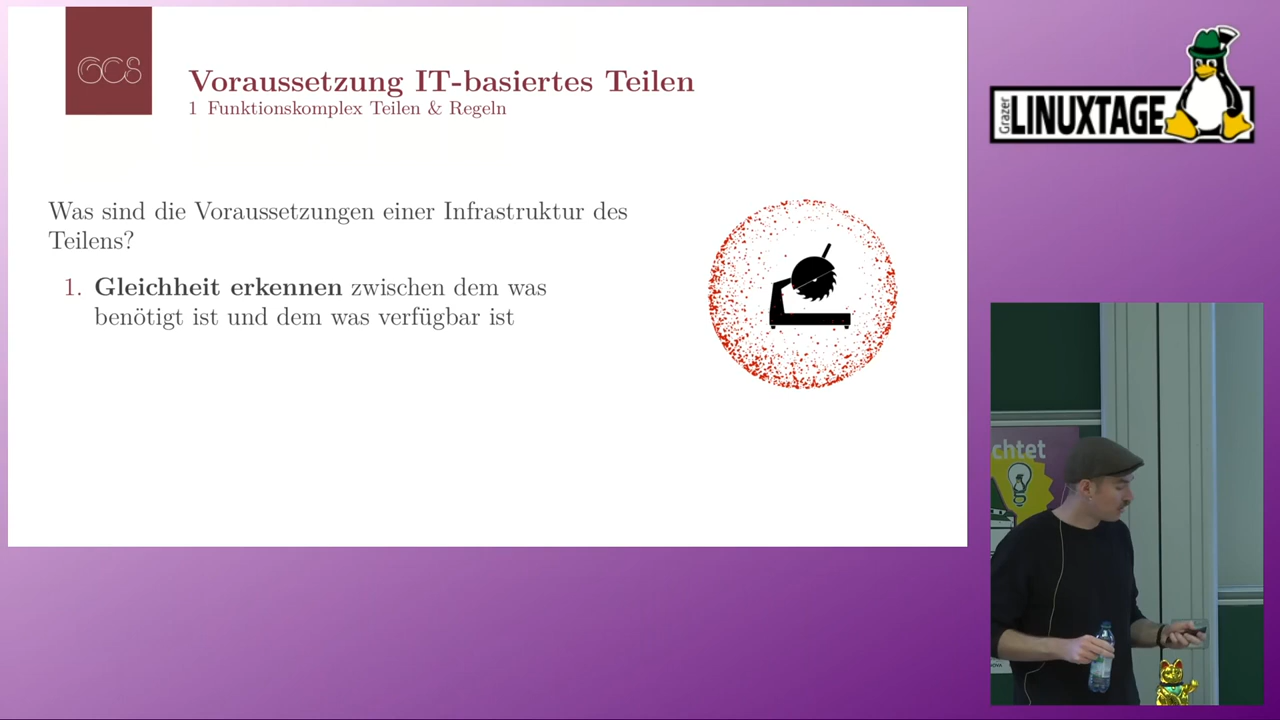 GCS
Voraussetzung IT-basiertes Teilen
1 Funktionskomplex Teilen & Regeln
Was sind die Voraussetzungen einer Infrastruktur des
Teilens?
1. Gleichheit erkennen zwischen dem was
benötigt ist und dem was verfügbar ist
Grazer
LINUXTAGE
chtet